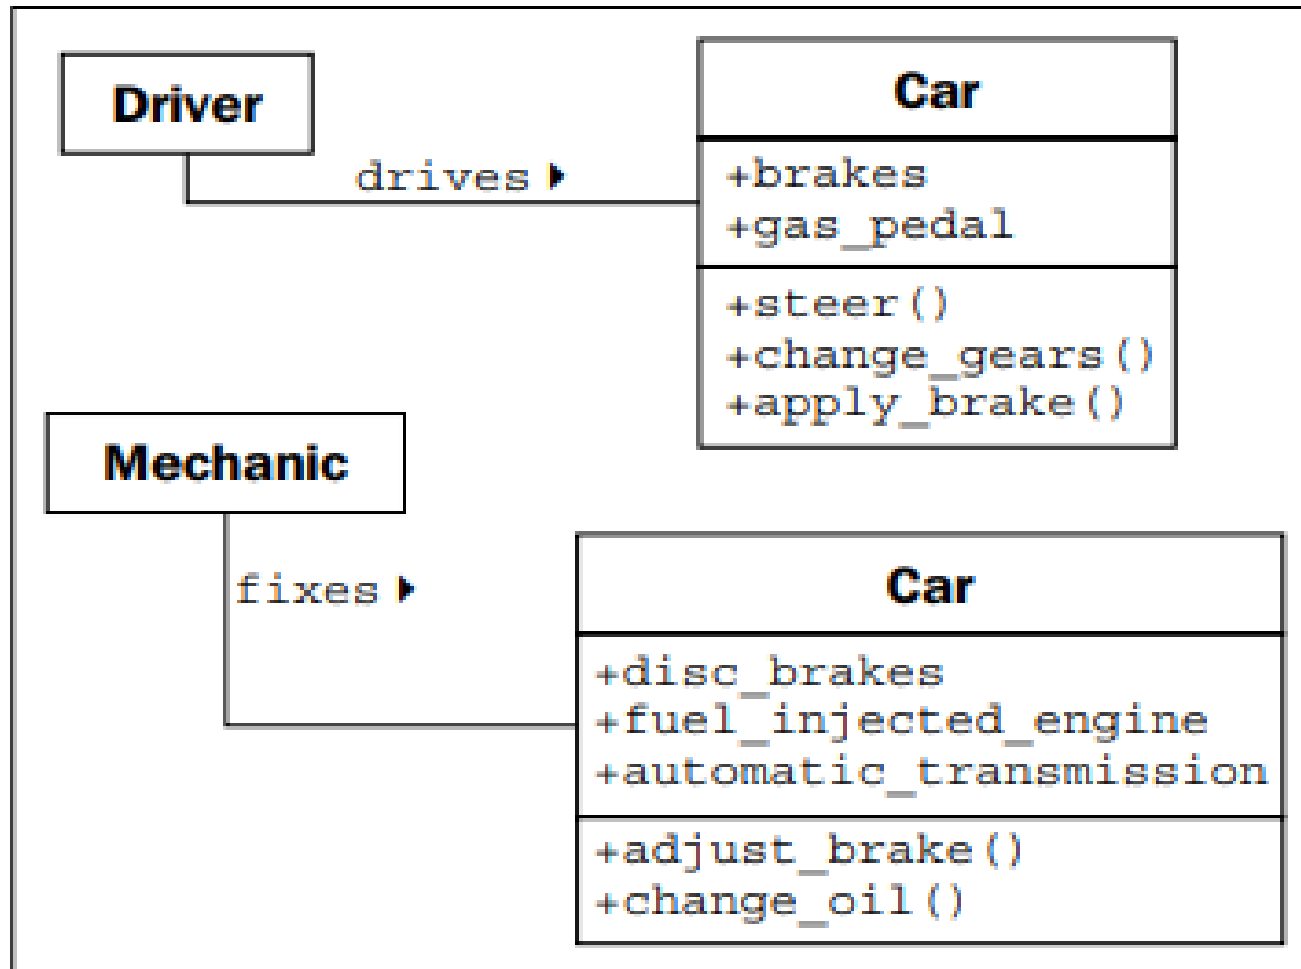 Driver
drives
Car
+brakes
+gas_pedal
+steer()
+change_gears()
+apply_brake()
Mechanic
fixes
Car
+disc_brakes
+fuel_injected_engine
+automatic_transmission
+adjust_brake()
+change_oil()